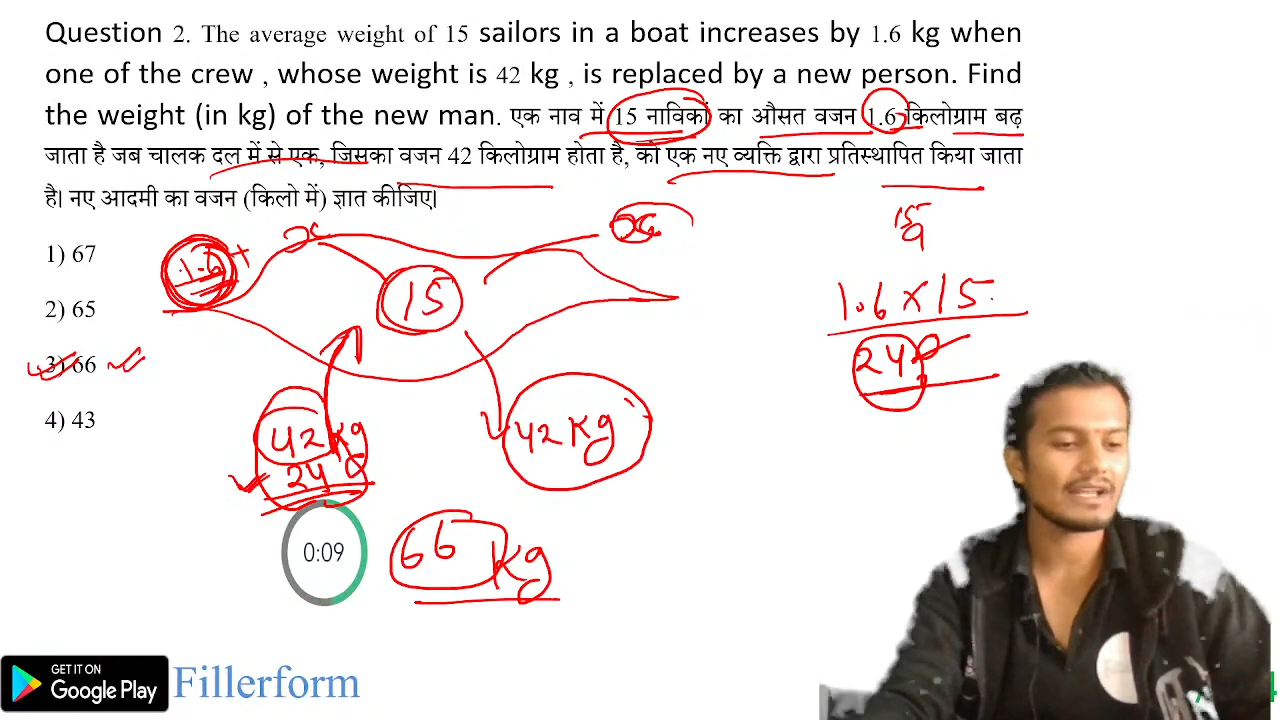 Question 2. The average weight of 15 sailors in a boat increases by 1.6 kg when
one of the crew , whose weight is 42 kg , is replaced by a new person. Find
the weight (in kg) of the new man. एक नाव में 15 नाविकों का औसत वजन 1.6 किलोग्राम बढ़
जाता है जब चालक दल में से एक, जिसका वजन 42 किलोग्राम होता है, को एक नए व्यक्ति द्वारा प्रतिस्थापित किया जाता
है। नए आदमी का वजन (किलो में) ज्ञात कीजिए।
1) 67
2) 65
3) 66
4) 43
1.6 +
15
1.6 × 15
24
42 kg
24
42 kg
0:09
66 kg
GET IT ON
Google Play
Fillerform